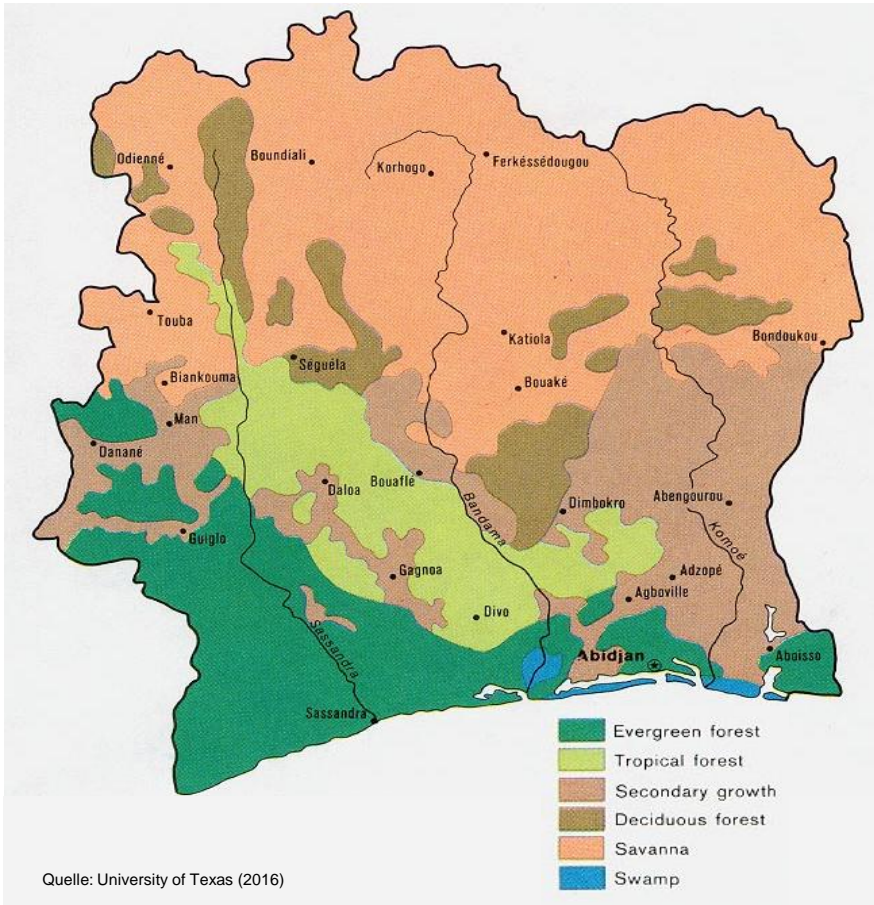 Odienné
Boundiali
Korhogo
Ferkéssédougou
Touba
Séguéla
Katiola
Bondoukou
Biankouma
Bouaké
Man
Danané
Daloa
Bouaflé
Bandama
Dimbokro
Abengourou
Guiglo
Komoé
Gagnoa
Adzopé
Divo
Agboville
Sassandra
Abidjan
Aboisso
Sassandra
Evergreen forest
Tropical forest
Secondary growth
Deciduous forest
Savanna
Swamp
Quelle: University of Texas (2016)